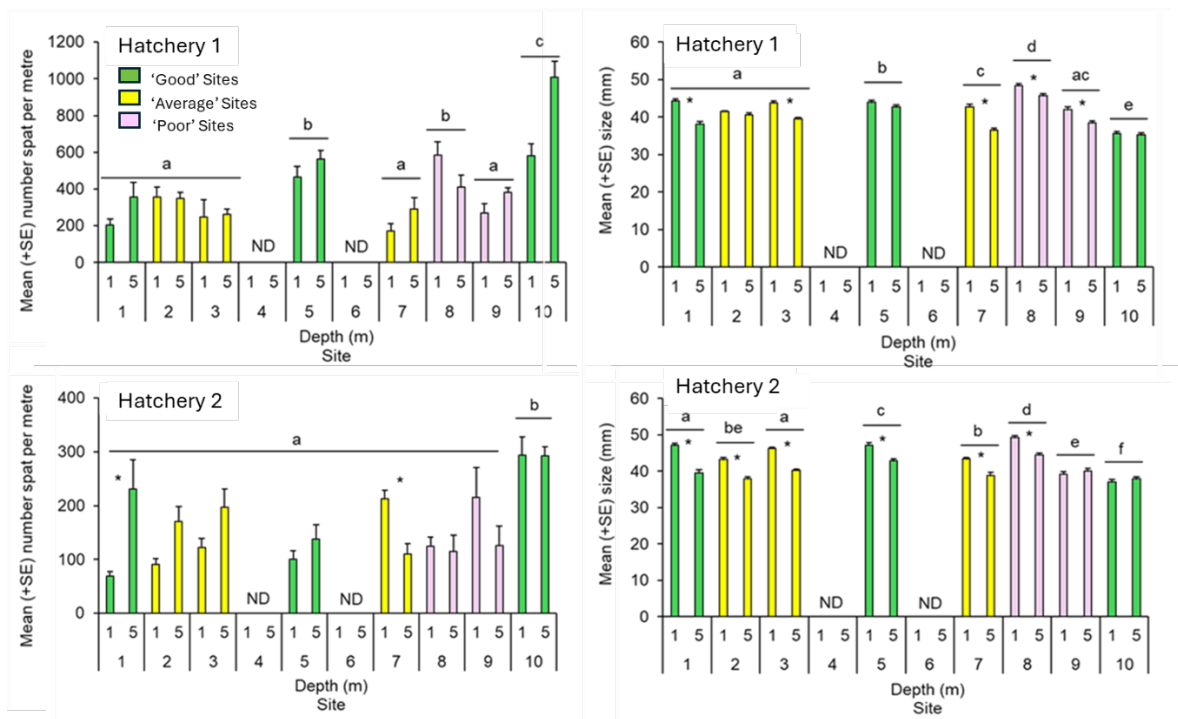 Hatchery 1
'Good' Sites
'Average' Sites
'Poor' Sites
Mean (+SE) number spat per metre
1200
1000
800
600
400
200
0
a
b
a
b
a
c
ND
ND
1 5 1 5 1 5 1 5 1 5 1 5 1 5 1 5 1 5 1 5
1 2 3 4 5 6 7 8 9 10
Depth (m)
Site
Hatchery 1
Mean (+SE) size (mm)
60
50
40
30
20
10
0
a
b
c
d
ac
e
* * * * *
ND
ND
1 5 1 5 1 5 1 5 1 5 1 5 1 5 1 5 1 5 1 5
1 2 3 4 5 6 7 8 9 10
Depth (m)
Site
Hatchery 2
Mean (+SE) number spat per metre
400
300
200
100
0
a
b
* *
ND
ND
1 5 1 5 1 5 1 5 1 5 1 5 1 5 1 5 1 5 1 5
1 2 3 4 5 6 7 8 9 10
Depth (m)
Site
Hatchery 2
Mean (+SE) size (mm)
60
50
40
30
20
10
0
a
be
a
c
b
d
e
f
* * * * * *
ND
ND
1 5 1 5 1 5 1 5 1 5 1 5 1 5 1 5 1 5 1 5
1 2 3 4 5 6 7 8 9 10
Depth (m)
Site